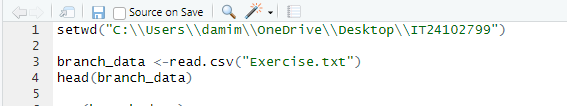 Source on Save
1 setwd("C:\\Users\\damim\\OneDrive\\Desktop\\IT24102799")
2
3 branch_data <-read.csv("Exercise.txt")
4 head(branch_data)
5